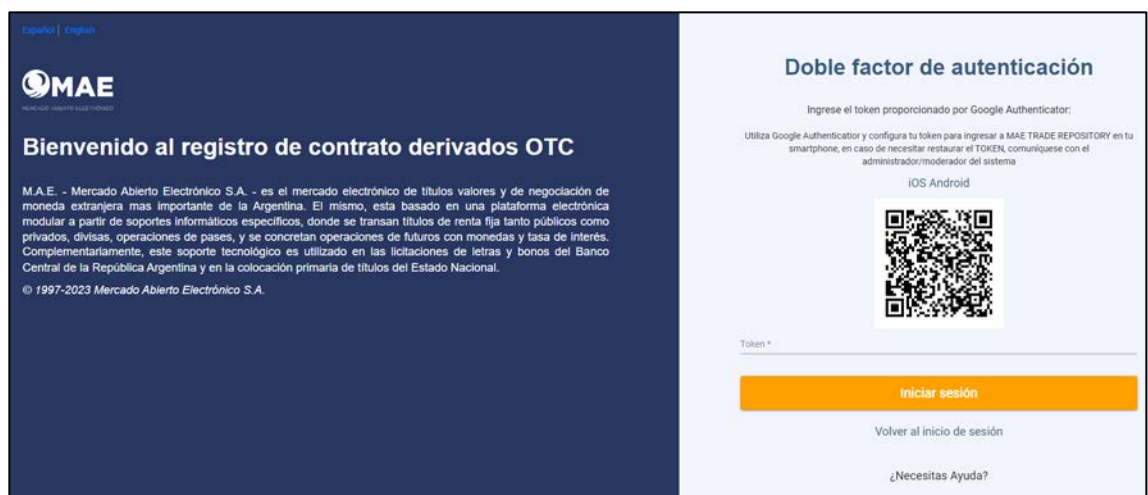 Español | English
MAE
MERCADO ABIERTO ELECTRÓNICO
Bienvenido al registro de contrato derivados OTC
M.A.E. - Mercado Abierto Electrónico S.A. - es el mercado electrónico de títulos valores y de negociación de
moneda extranjera mas importante de la Argentina. El mismo, esta basado en una plataforma electrónica
modular a partir de soportes informáticos específicos, donde se transan títulos de renta fija tanto públicos como
privados, divisas, operaciones de pases, y se concretan operaciones de futuros con monedas y tasa de interés.
Complementariamente, este soporte tecnológico es utilizado en las licitaciones de letras y bonos del Banco
Central de la República Argentina y en la colocación primaria de títulos del Estado Nacional.
© 1997-2023 Mercado Abierto Electrónico S.A.
Doble factor de autenticación
Ingrese el token proporcionado por Google Authenticator:
Utiliza Google Authenticatior y configura tu token para ingresar a MAE TRADE REPOSITORY en tu
smartphone, en caso de necesitar restaurar el TOKEN, comuníquese con el
administrador/moderador del sistema
iOS Android
Token *
Iniciar sesión
Volver al inicio de sesión
¿Necesitas Ayuda?